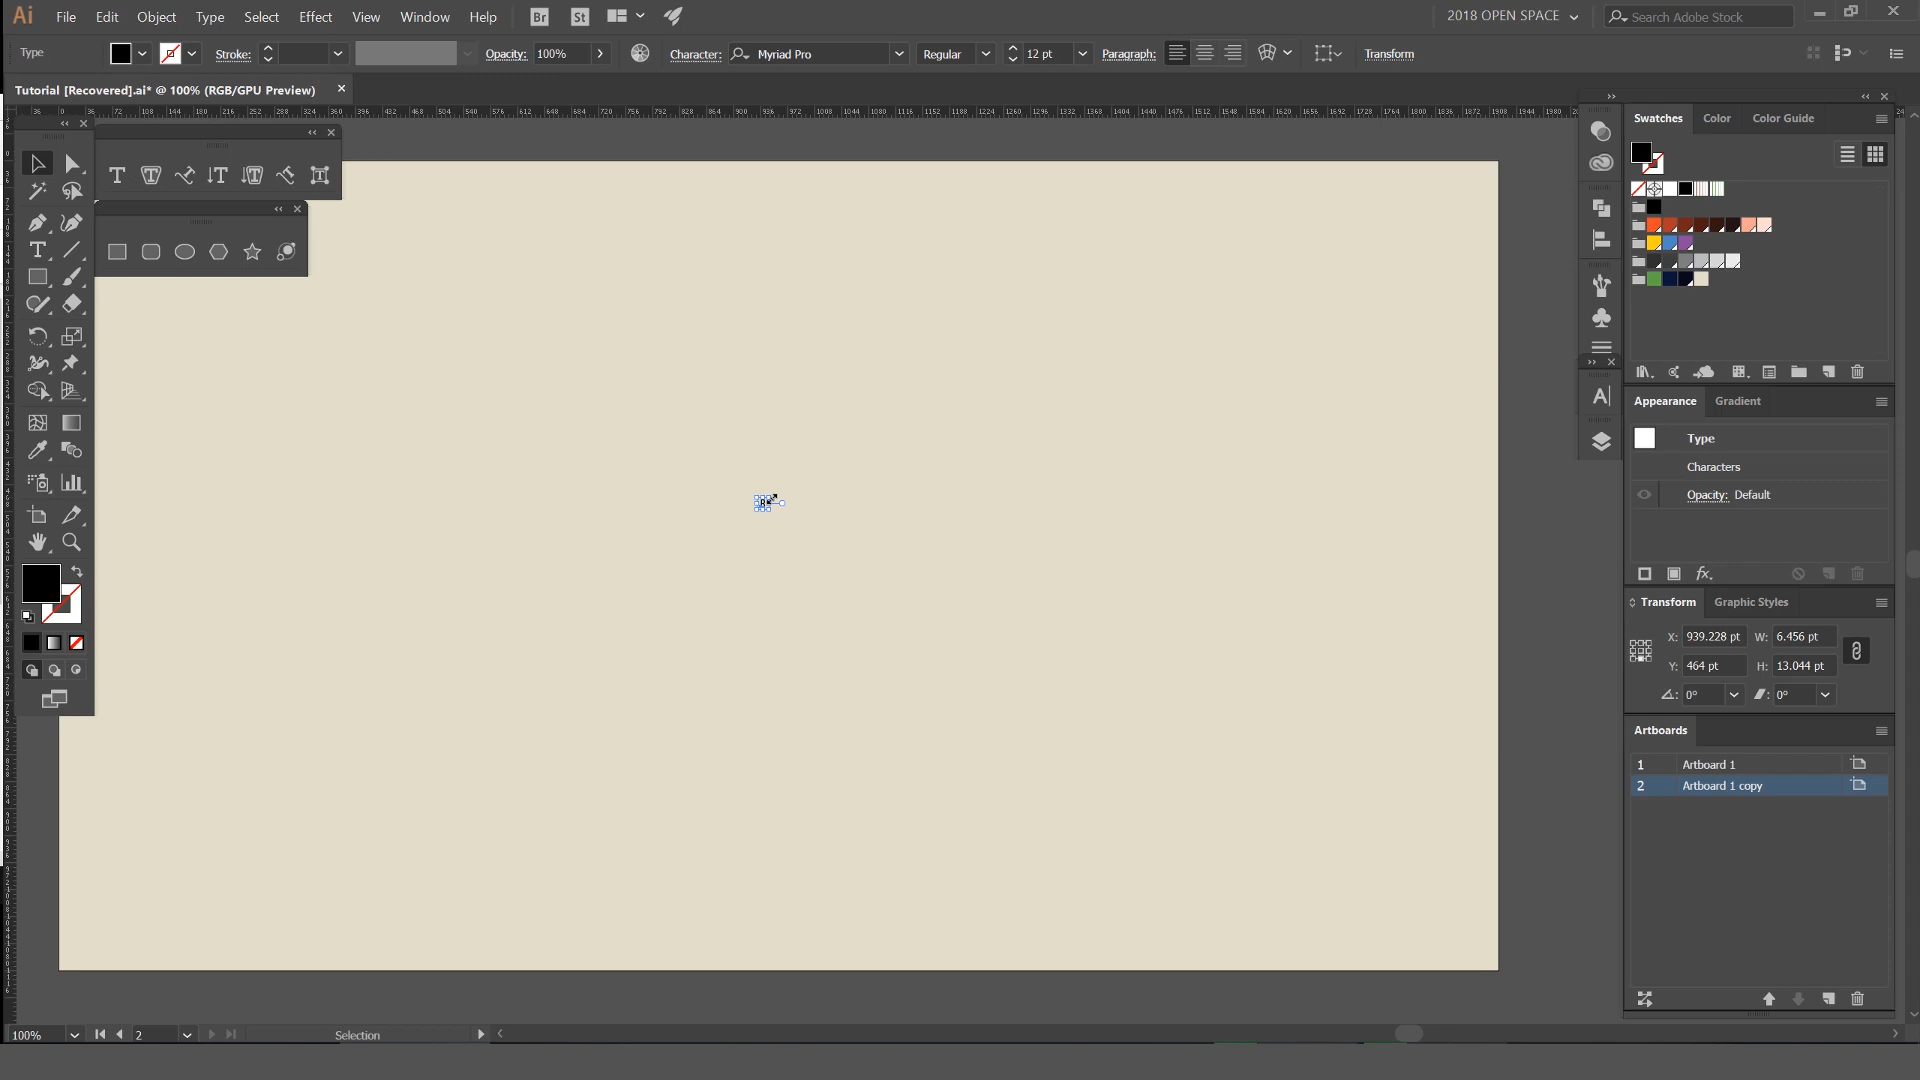 Ai File Edit Object Type Select Effect View Window Help Br St 2018 OPEN SPACE Search Adobe Stock
Type Stroke: Opacity: 100% Character: Myriad Pro Regular 12 pt Paragraph: Transform
Tutorial [Recovered].ai* @ 100% (RGB/GPU Preview)
Swatches Color Color Guide
Appearance Gradient
Type
Characters
Opacity: Default
fx
Transform Graphic Styles
X: 939.228 pt W: 6.456 pt
Y: 464 pt H: 13.044 pt
0° 0°
Artboards
1 Artboard 1
2 Artboard 1 copy
100% 2 Selection